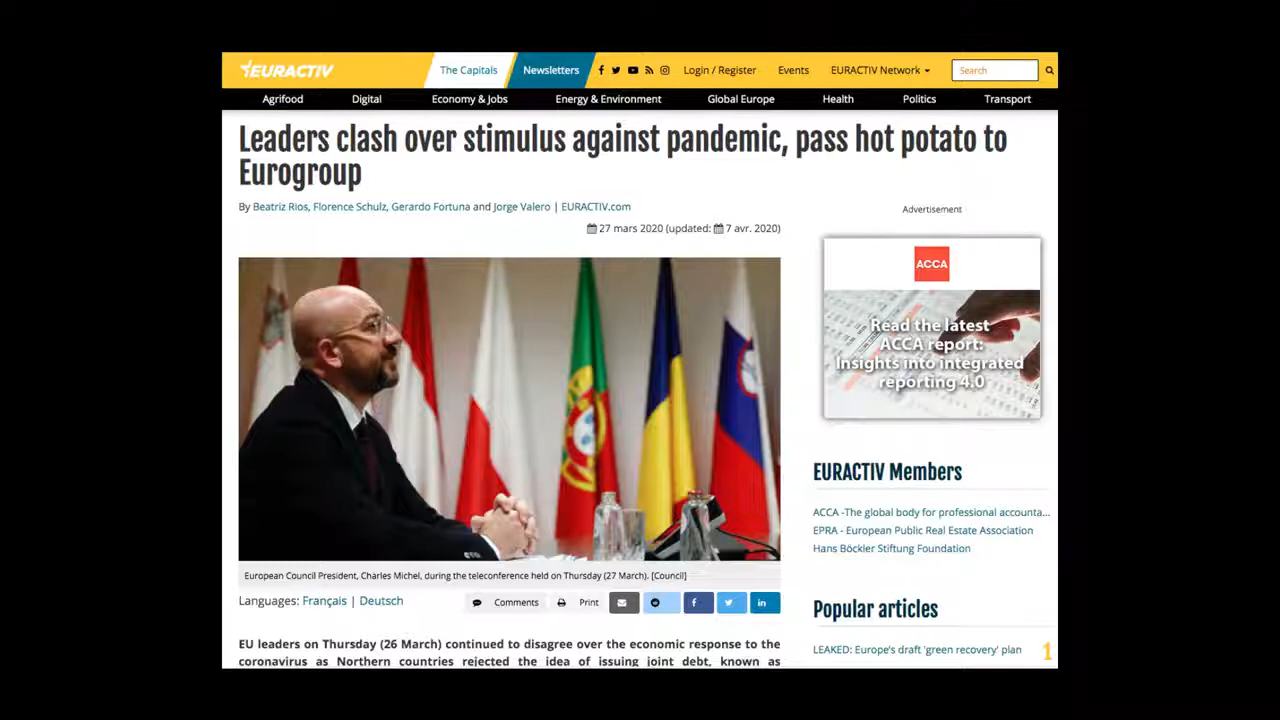 EURACTIV
The Capitals
Newsletters
Login / Register
Events
EURACTIV Network
Search
Agrifood
Digital
Economy & Jobs
Energy & Environment
Global Europe
Health
Politics
Transport
Leaders clash over stimulus against pandemic, pass hot potato to
Eurogroup
By Beatriz Rios, Florence Schulz, Gerardo Fortuna and Jorge Valero | EURACTIV.com
27 mars 2020 (updated: 7 avr. 2020)
European Council President, Charles Michel, during the teleconference held on Thursday (27 March). [Council]
Languages: Français | Deutsch
Comments
Print
EU leaders on Thursday (26 March) continued to disagree over the economic response to the
coronavirus as Northern countries rejected the idea of issuing joint debt, known as
Advertisement
ACCA
Read the latest
ACCA report:
Insights into integrated
reporting 4.0
EURACTIV Members
ACCA -The global body for professional accounta...
EPRA - European Public Real Estate Association
Hans Böckler Stiftung Foundation
Popular articles
LEAKED: Europe's draft 'green recovery' plan
1